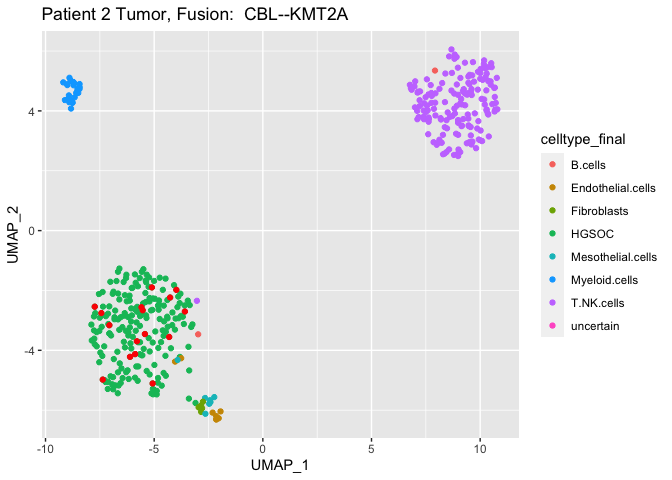 Patient 2 Tumor, Fusion:  CBL--KMT2A
UMAP_2
4
0
-4
-10
-5
0
5
10
UMAP_1
celltype_final
B.cells
Endothelial.cells
Fibroblasts
HGSOC
Mesothelial.cells
Myeloid.cells
T.NK.cells
uncertain